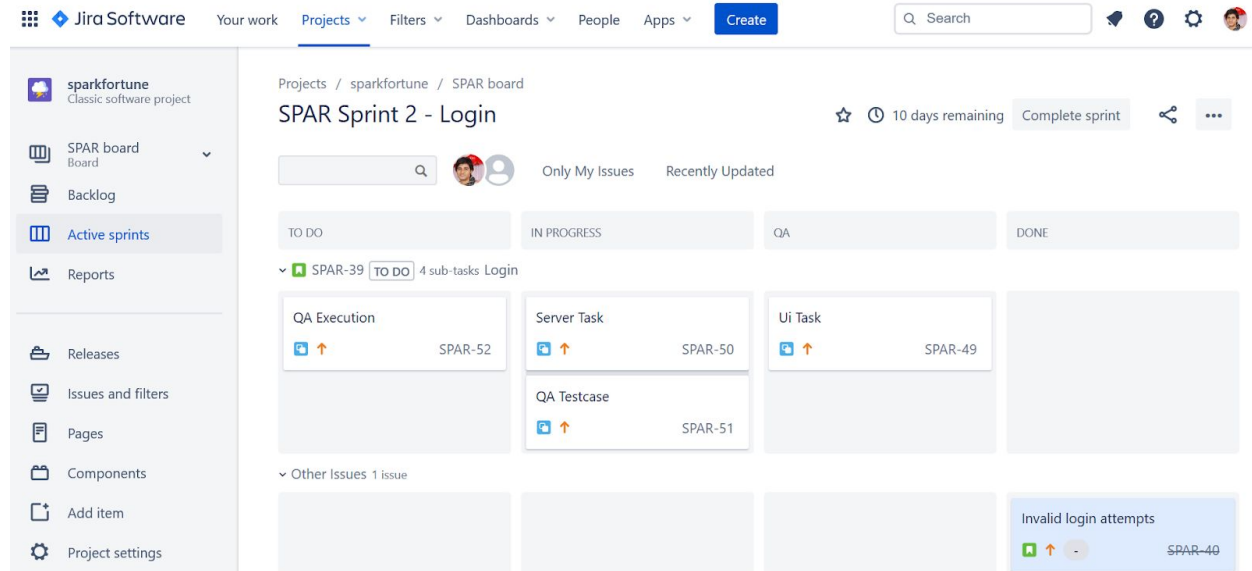 Jira Software Your work Projects Filters Dashboards People Apps Create Search
sparkfortune
Classic software project
SPAR board
Board
Backlog
Active sprints
Reports
Releases
Issues and filters
Pages
Components
Add item
Project settings
Projects / sparkfortune / SPAR board
SPAR Sprint 2 - Login
10 days remaining Complete sprint
Only My Issues Recently Updated
TO DO IN PROGRESS QA DONE
SPAR-39 TO DO 4 sub-tasks Login
QA Execution
SPAR-52
Server Task
SPAR-50
QA Testcase
SPAR-51
Ui Task
SPAR-49
Other Issues 1 issue
Invalid login attempts
- SPAR-40